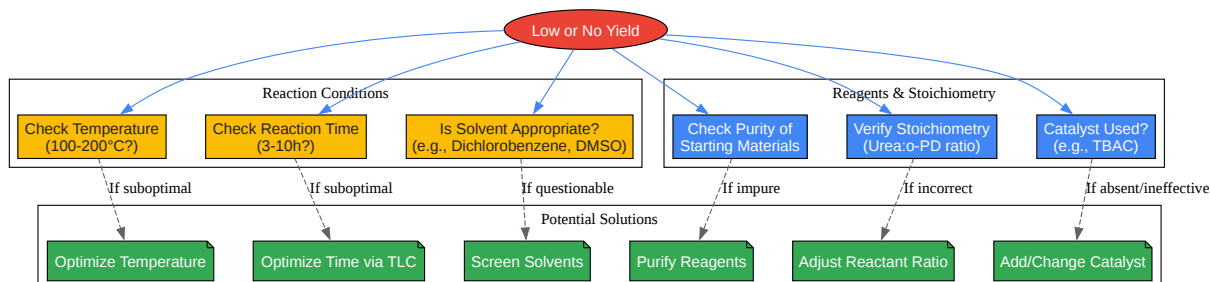 Low or No Yield
Reaction Conditions
Reagents & Stoichiometry
Check Temperature
(100-200°C?)
Check Reaction Time
(3-10h?)
Is Solvent Appropriate?
(e.g., Dichlorobenzene, DMSO)
Check Purity of
Starting Materials
Verify Stoichiometry
(Urea:o-PD ratio)
Catalyst Used?
(e.g., TBAC)
If suboptimal
If suboptimal
If questionable
If impure
If incorrect
If absent/ineffective
Potential Solutions
Optimize Temperature
Optimize Time via TLC
Screen Solvents
Purify Reagents
Adjust Reactant Ratio
Add/Change Catalyst